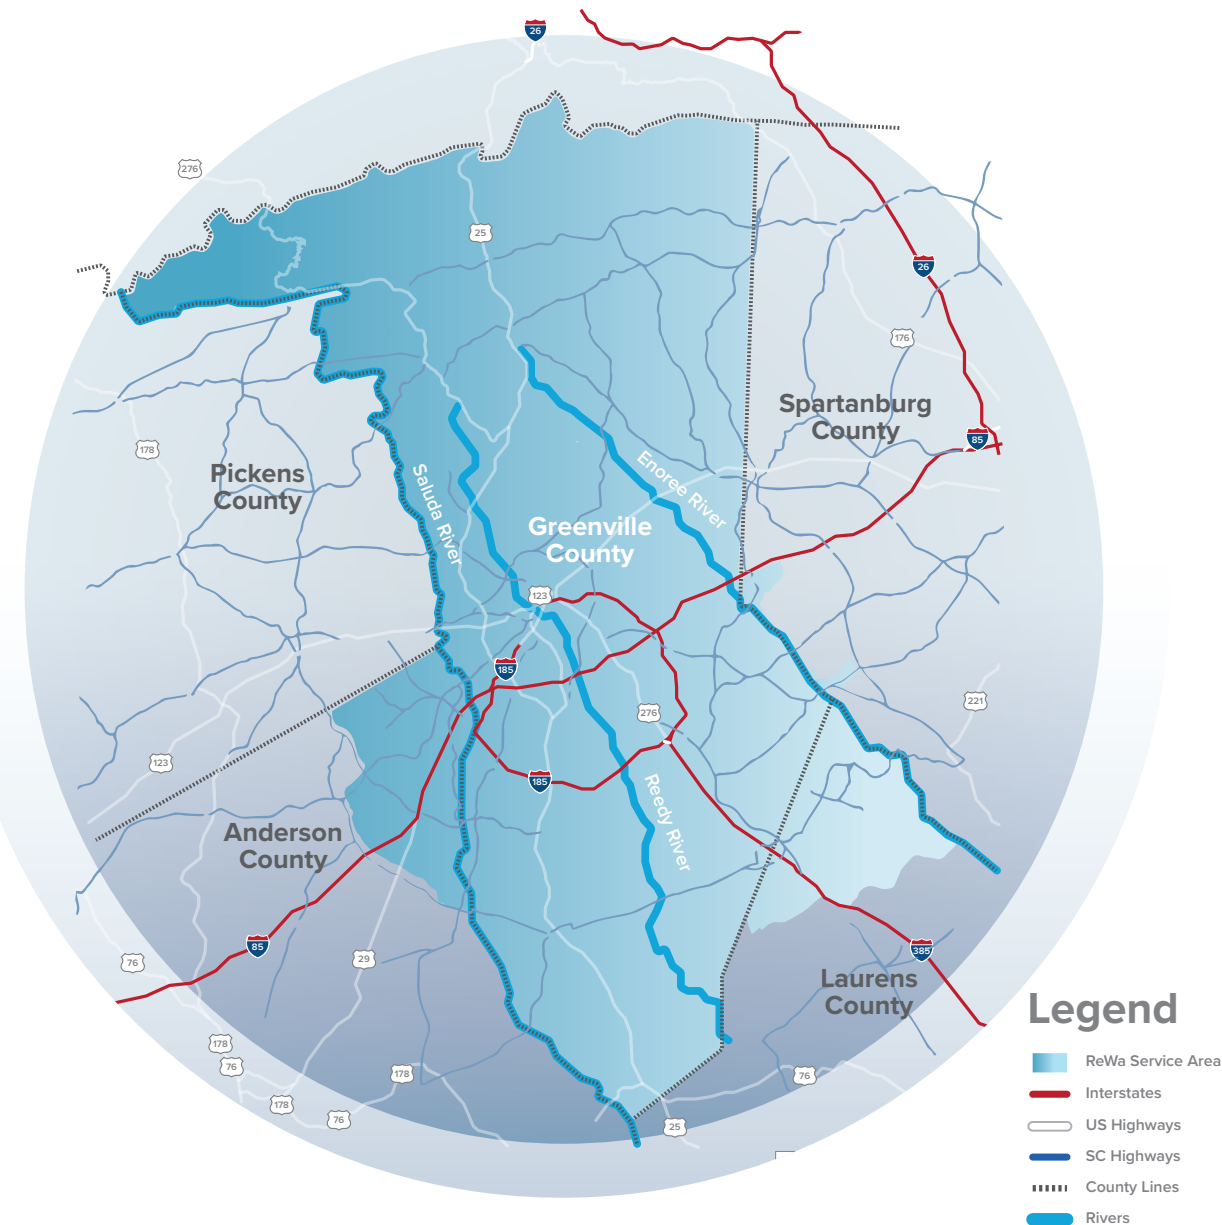 26
276
25
26
176
Spartanburg
County
85
178
Pickens
County
Saluda River
Enoree River
Greenville
County
123
185
276
221
123
185
Reedy River
Anderson
County
85
29
76
385
Laurens
County
178
76
178
76
178
76
25
Legend
ReWa Service Area
Interstates
US Highways
SC Highways
County Lines
Rivers